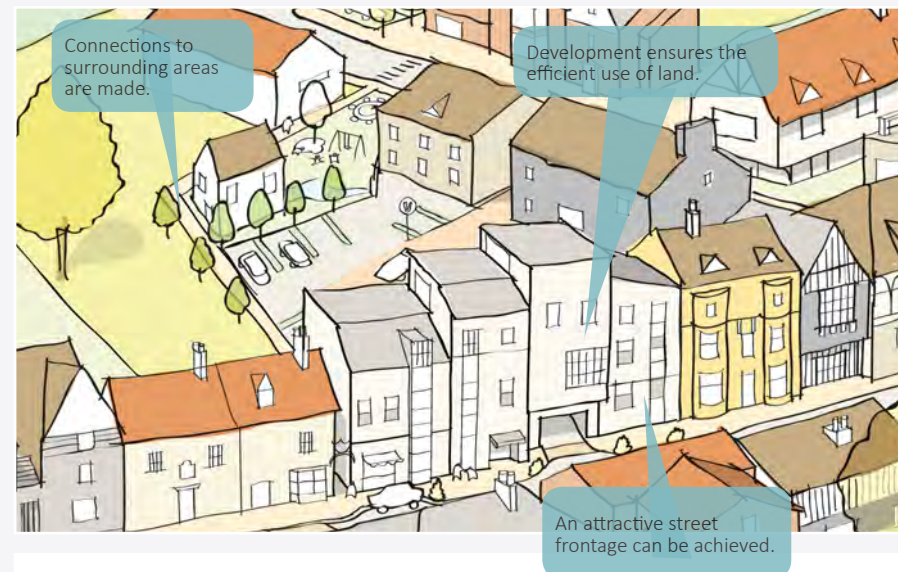 Connections to
surrounding areas
are made.
Development ensures the
efficient use of land.
An attractive street
frontage can be achieved.